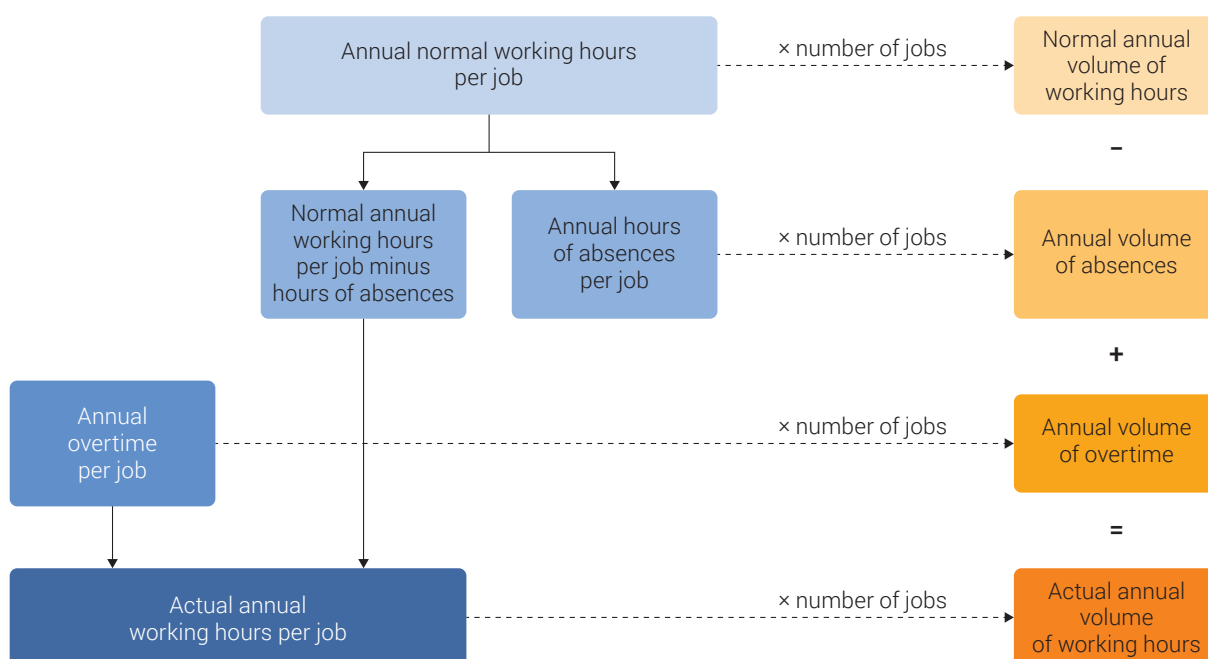 Annual normal working hours
per job
× number of jobs
Normal annual
volume of
working hours
–
Normal annual
working hours
per job minus
hours of absences
Annual hours
of absences
per job
× number of jobs
Annual volume
of absences
+
Annual
overtime
per job
× number of jobs
Annual volume
of overtime
=
Actual annual
working hours per job
× number of jobs
Actual annual
volume
of working hours